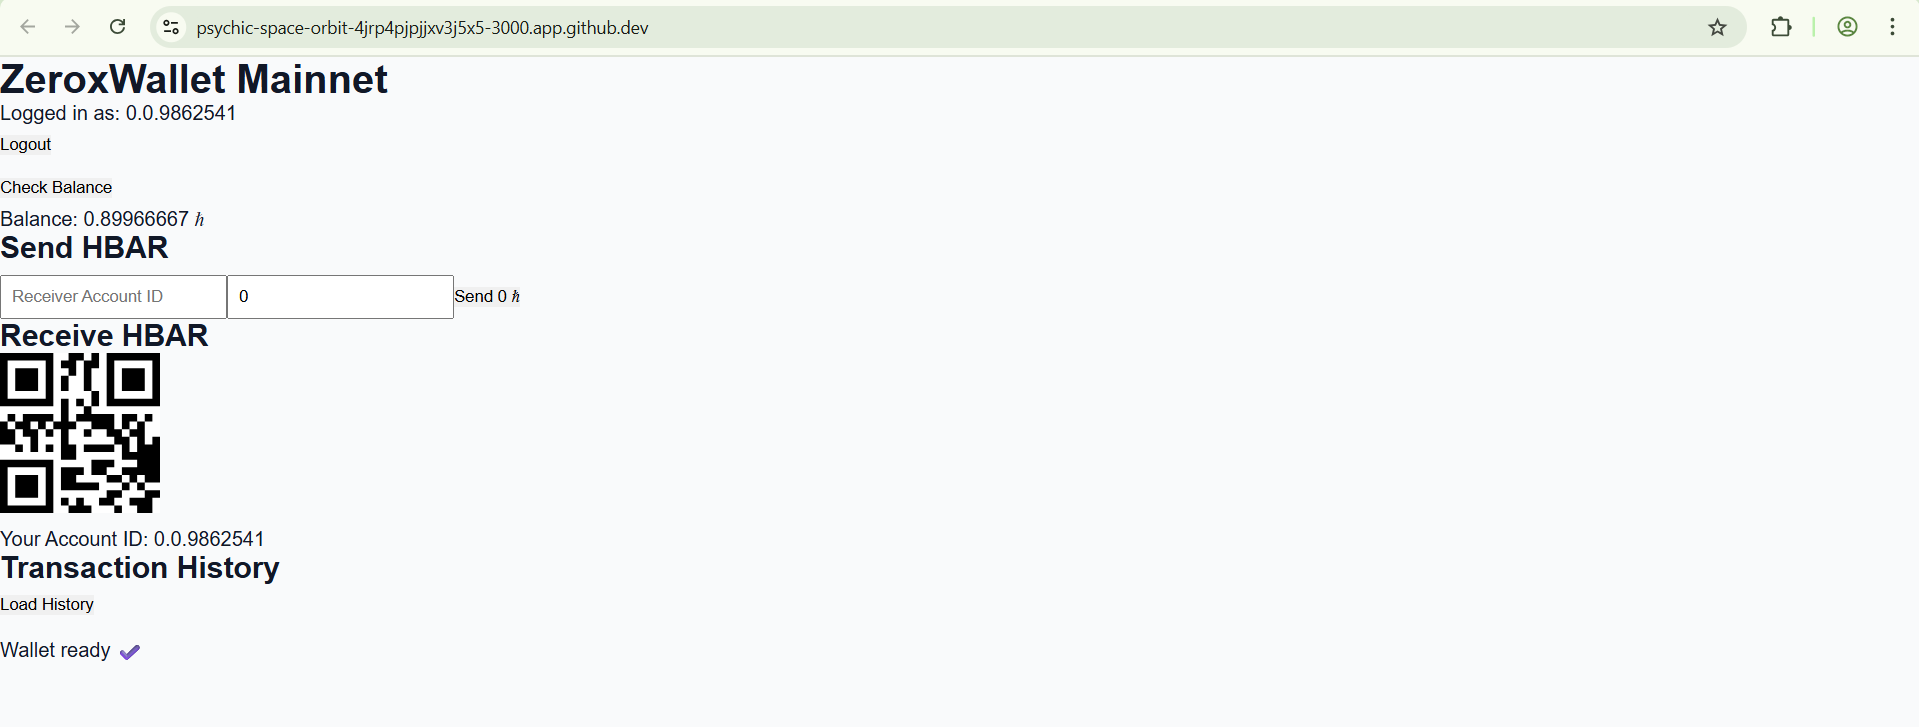 psychic-space-orbit-4jrp4pjpjjxv3j5x5-3000.app.github.dev
ZeroxWallet Mainnet
Logged in as: 0.0.9862541
Logout
Check Balance
Balance: 0.89966667 ℏ
Send HBAR
Receiver Account ID 0 Send 0 ℏ
Receive HBAR
Your Account ID: 0.0.9862541
Transaction History
Load History
Wallet ready ✔